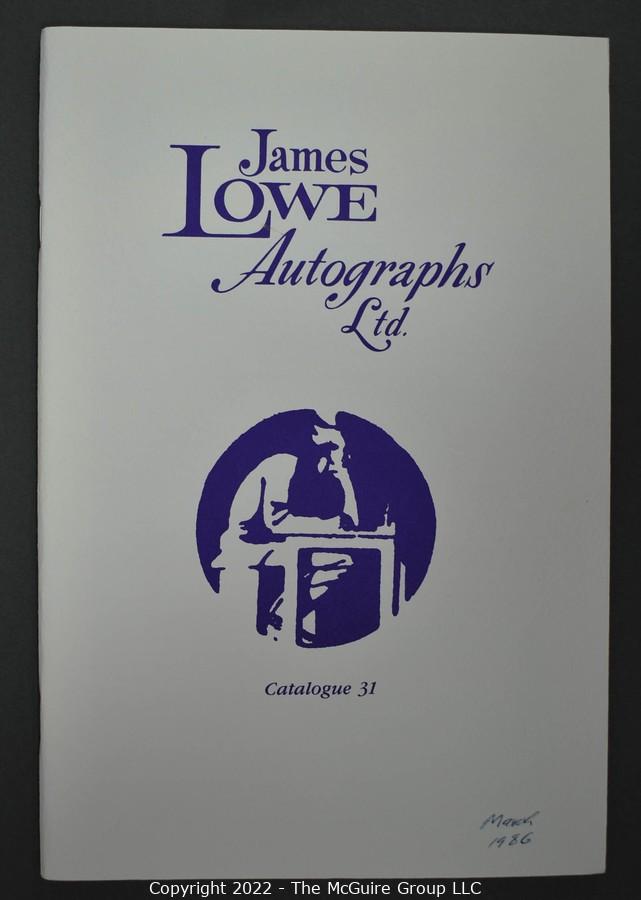 James
LOWE
Autographs
Ltd.
Catalogue 31
March
1986
Copyright 2022 - The McGuire Group LLC